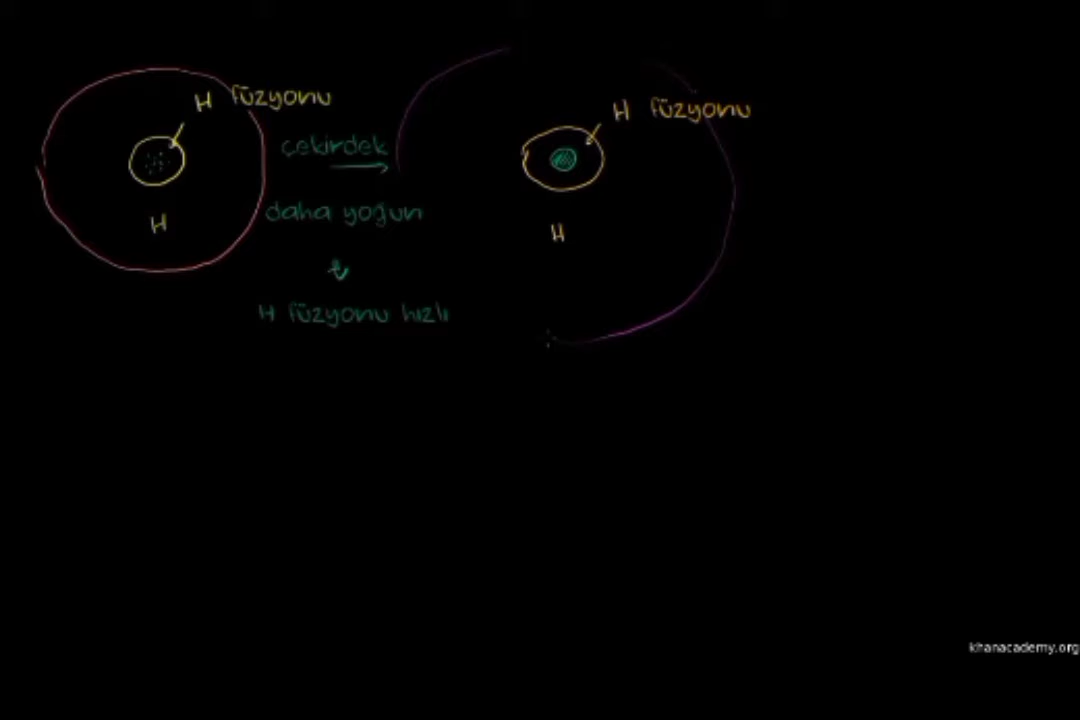 H füzyonu
H
çekirdek
daha yoğun
H füzyonu hızlı
H füzyonu
H
khanacademy.org